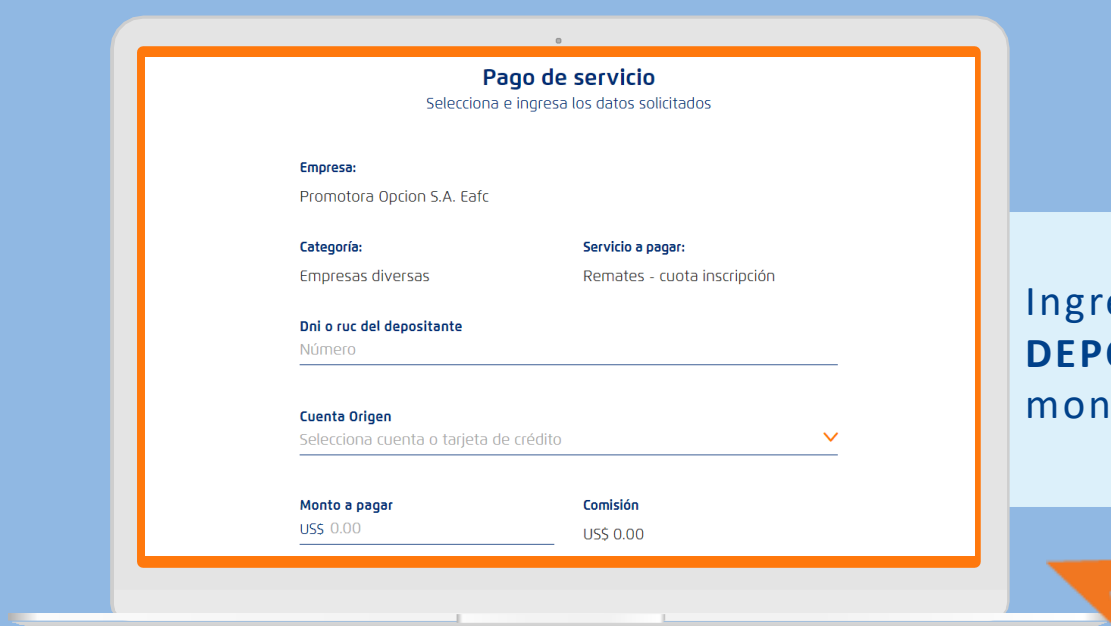 Pago de servicio
Selecciona e ingresa los datos solicitados
Empresa:
Promotora Opcion S.A. Eafc
Categoría:
Empresas diversas
Servicio a pagar:
Remates - cuota inscripción
Dni o ruc del depositante
Número
Cuenta Origen
Selecciona cuenta o tarjeta de crédito
Monto a pagar
US$ 0.00
Comisión
US$ 0.00